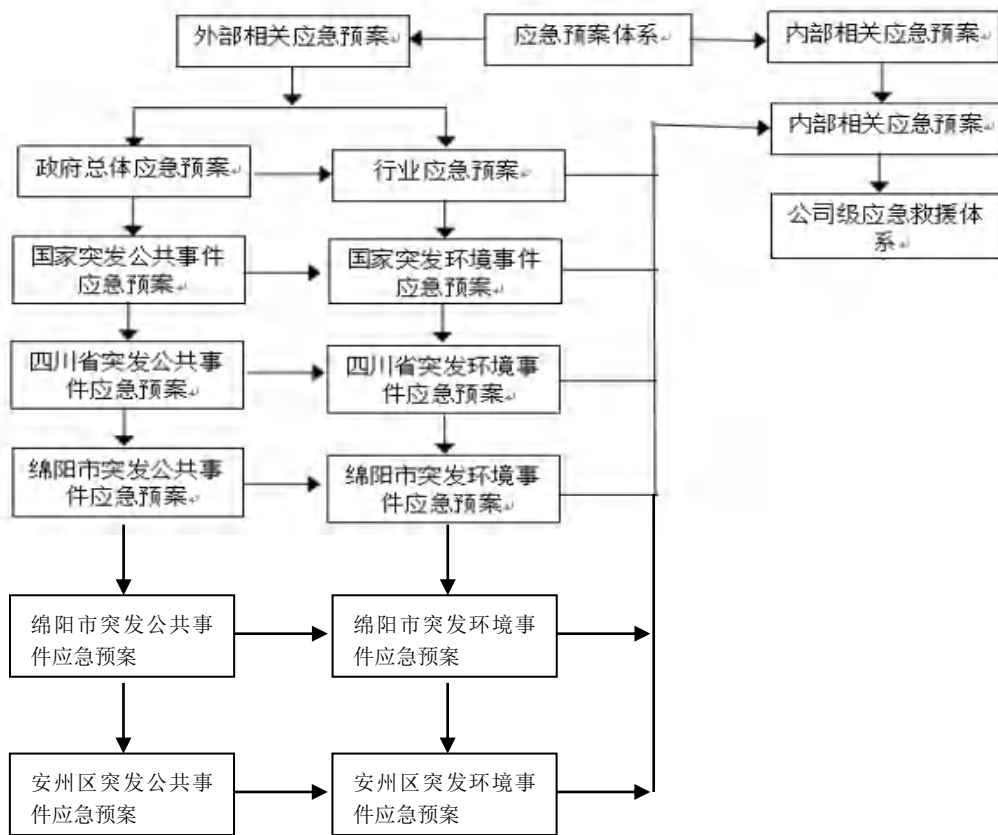 外部相关应急预案
应急预案体系
内部相关应急预案
内部相关应急预案
政府总体应急预案
行业应急预案
公司级应急救援体
系
国家突发公共事件
应急预案
国家突发环境事件
应急预案
四川省突发公共事
件应急预案
四川省突发环境事
件应急预案
绵阳市突发公共事
件应急预案
绵阳市突发环境事
件应急预案
绵阳市突发公共事
件应急预案
绵阳市突发环境事
件应急预案
安州区突发公共事
件应急预案
安州区突发环境事
件应急预案